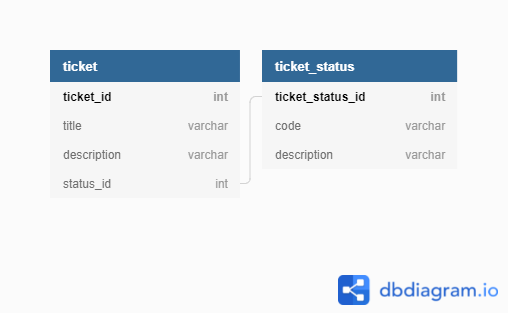 ticket
ticket_id int
title varchar
description varchar
status_id int
ticket_status
ticket_status_id int
code varchar
description varchar
dbdiagram.io